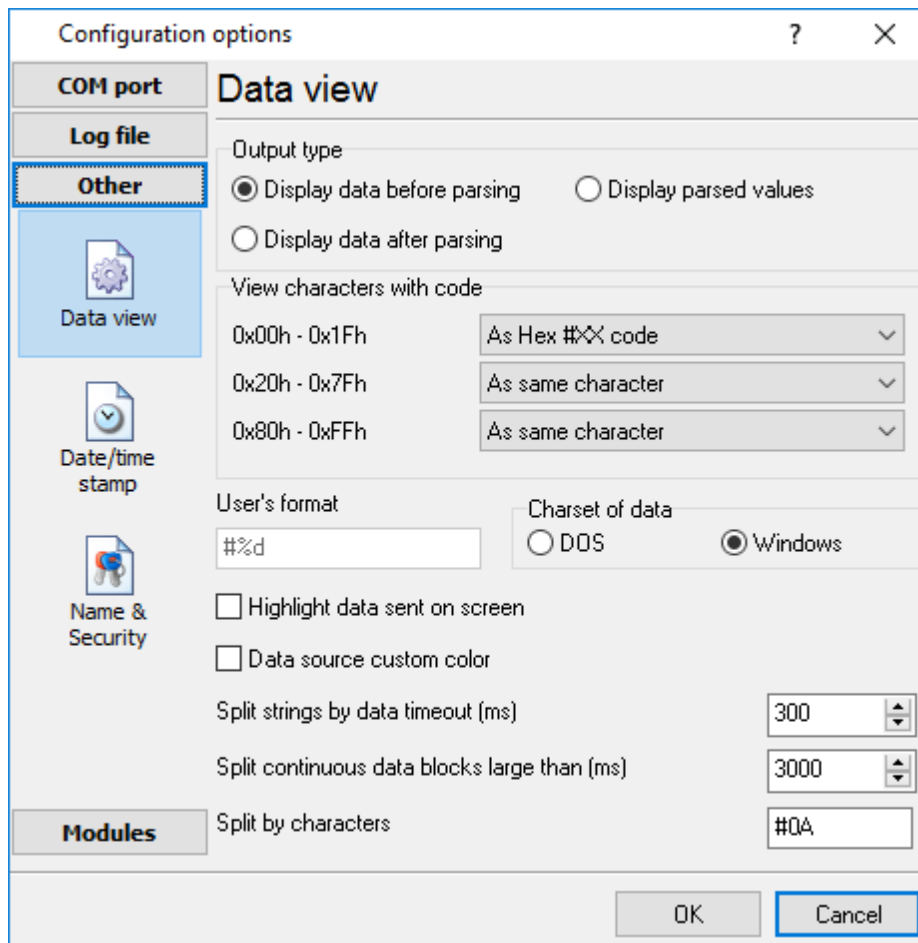 Configuration options
?
COM port
Log file
Other
Data view
Date/time
stamp
Name &
Security
Modules
Data view
Output type
Display data before parsing
Display parsed values
Display data after parsing
View characters with code
0x00h - 0x1Fh
As Hex #XX code
0x20h - 0x7Fh
As same character
0x80h - 0xFFh
As same character
User's format
#%d
Charset of data
DOS
Windows
Highlight data sent on screen
Data source custom color
Split strings by data timeout (ms)
300
Split continuous data blocks large than (ms)
3000
Split by characters
#0A
OK
Cancel